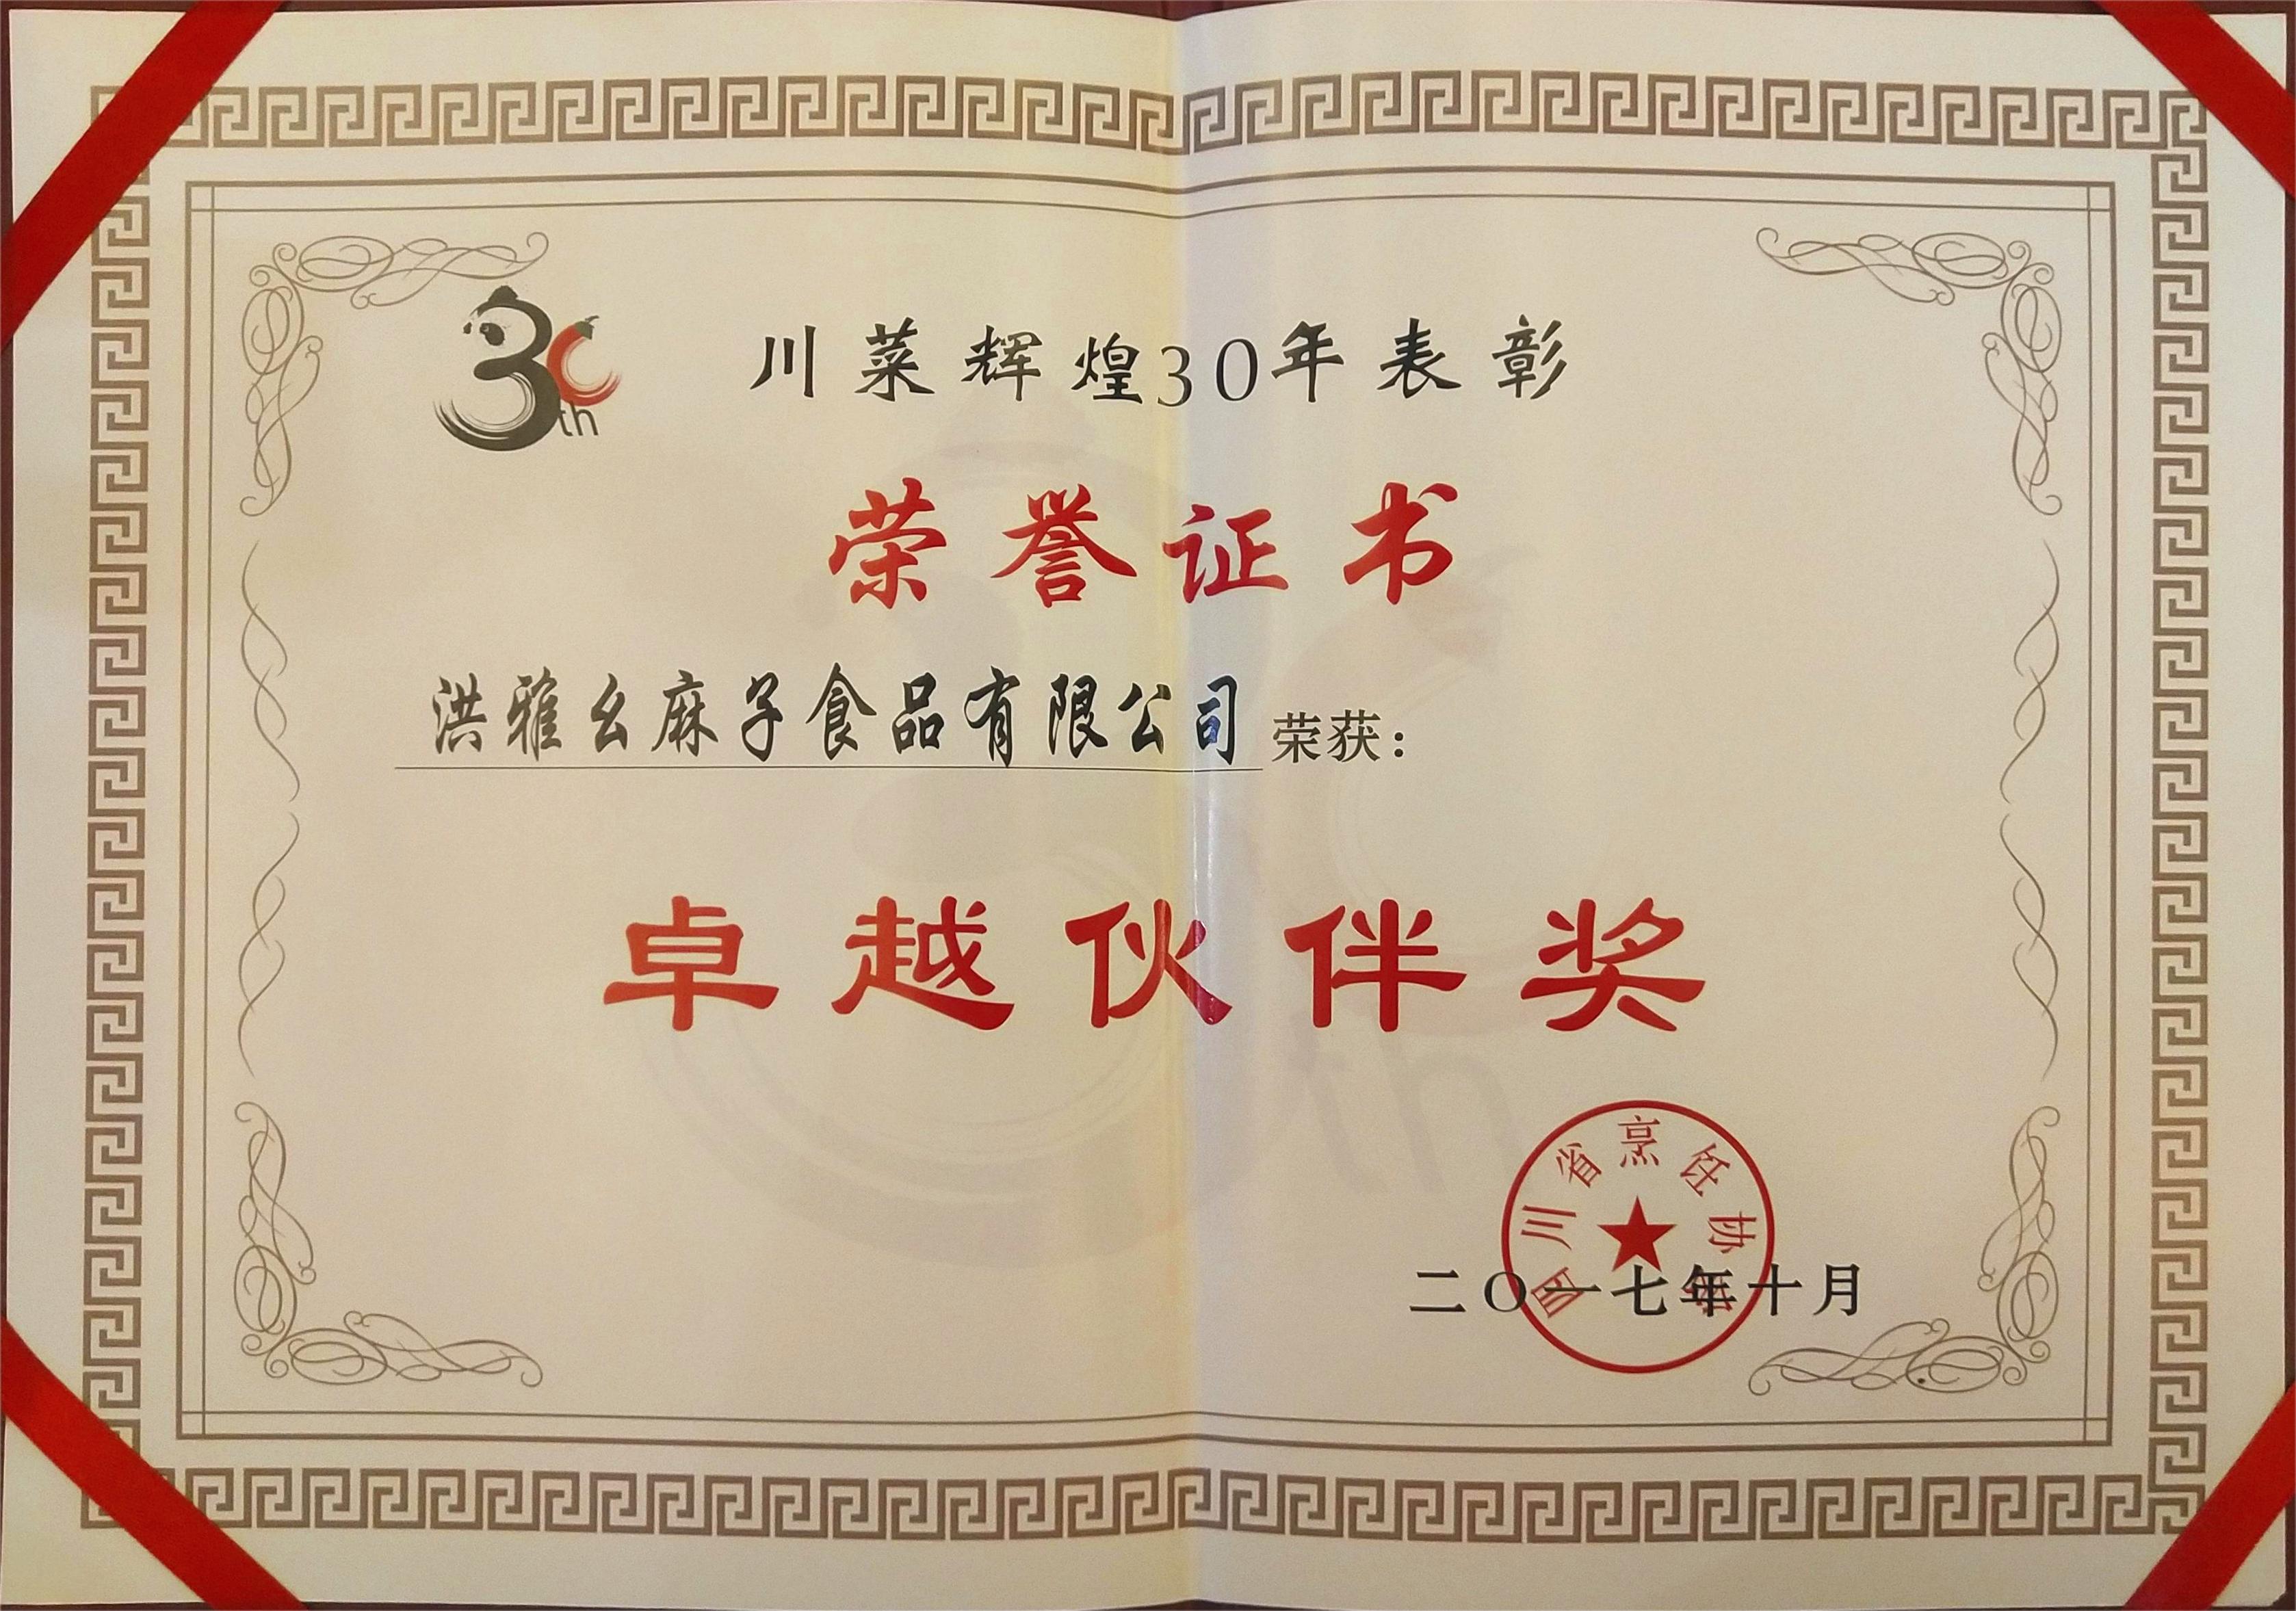 30th
川菜辉煌30年表彰
荣誉证书
洪雅幺麻子食品有限公司荣获：
卓越伙伴奖
四川省烹饪协会
二〇一七年十月